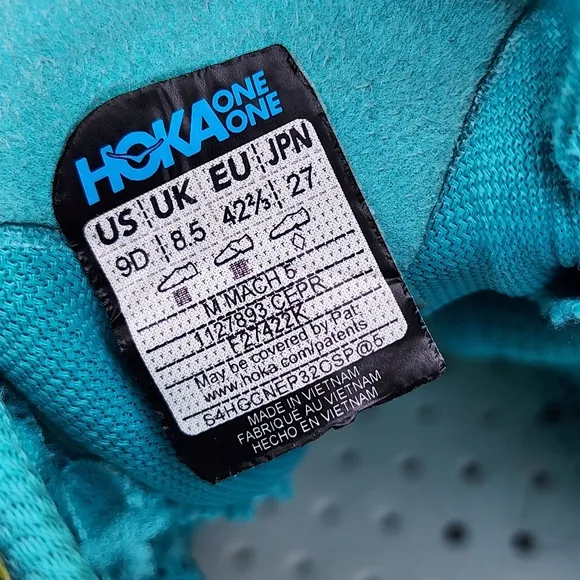 HOKA ONE ONE
US UK EU JPN
9D 8.5 42⅔ 27
M MACH 5
1127893 CEPR
F27422K
May be covered by Pat.
www.hoka.com/patents
S4HGCNFP32CSP@5
MADE IN VIETNAM
FABRIQUE AU VIETNAM
HECHO EN VIETNAM